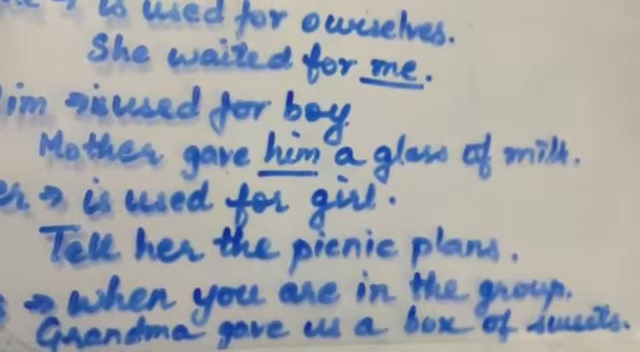 → is used for ourselves.
She waited for me.
im → is used for boy
Mother gave him a glass of milk.
er → is used for girl.
Tell her the picnic plans.
s → when you are in the group.
Grandma gave us a box of sweets.